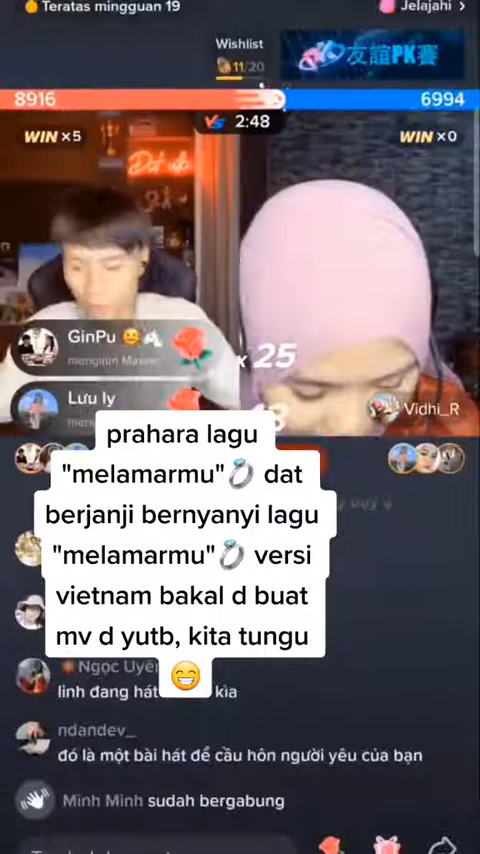 Teratas mingguan 19
Jelajahi >
Wishlist
11/20
友誼PK賽
8916
6994
VS 2:48
WIN ×5
WIN ×0
GinPu
x 25
Lưu ly
Vidhi_R
prahara lagu
"melamarmu"💍 dat
berjanji bernyanyi lagu
"melamarmu"💍 versi
vietnam bakal d buat
mv d yutb, kita tungu
😁
Ngọc Uyên
linh đang hát kìa
ndandev_
đó là một bài hát để cầu hôn người yêu của bạn
Minh Minh sudah bergabung